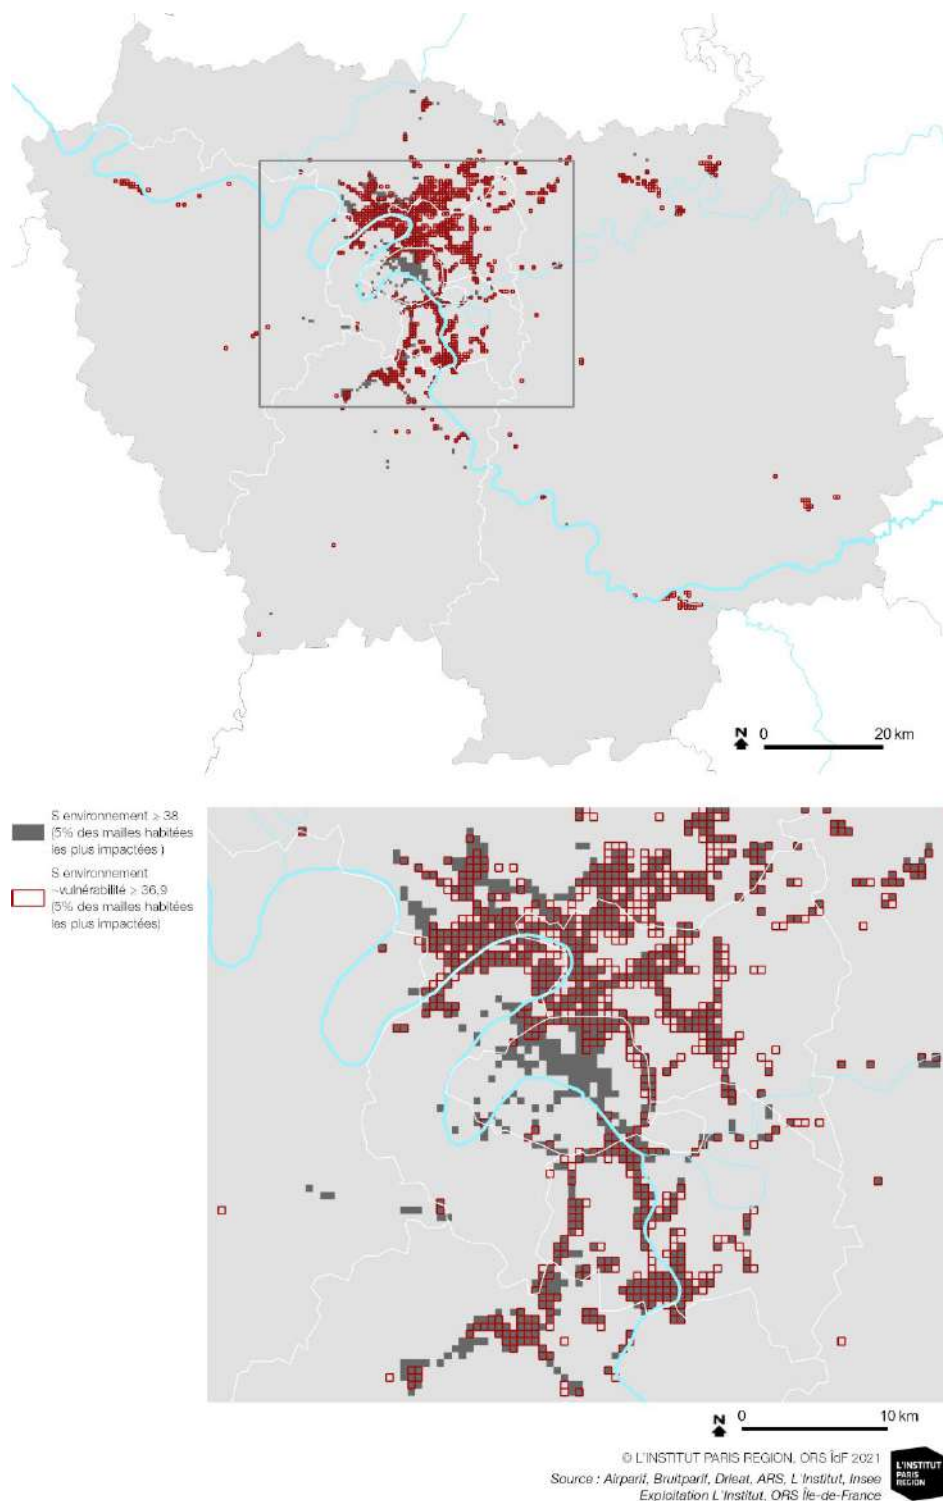 N 0 20 km
S environnement ≥ 38
(5% des mailles habitées
les plus impactées )
S environnement
~vulnérabilité ≥ 36,9
(5% des mailles habitées
les plus impactées)
N 0 10 km
© L'INSTITUT PARIS REGION, ORS ÎdF 2021
Source : Airparif, Bruitparif, Drieat, ARS, L'Institut, Insee
Exploitation L'Institut, ORS Île-de-France
L'INSTITUT
PARIS
REGION